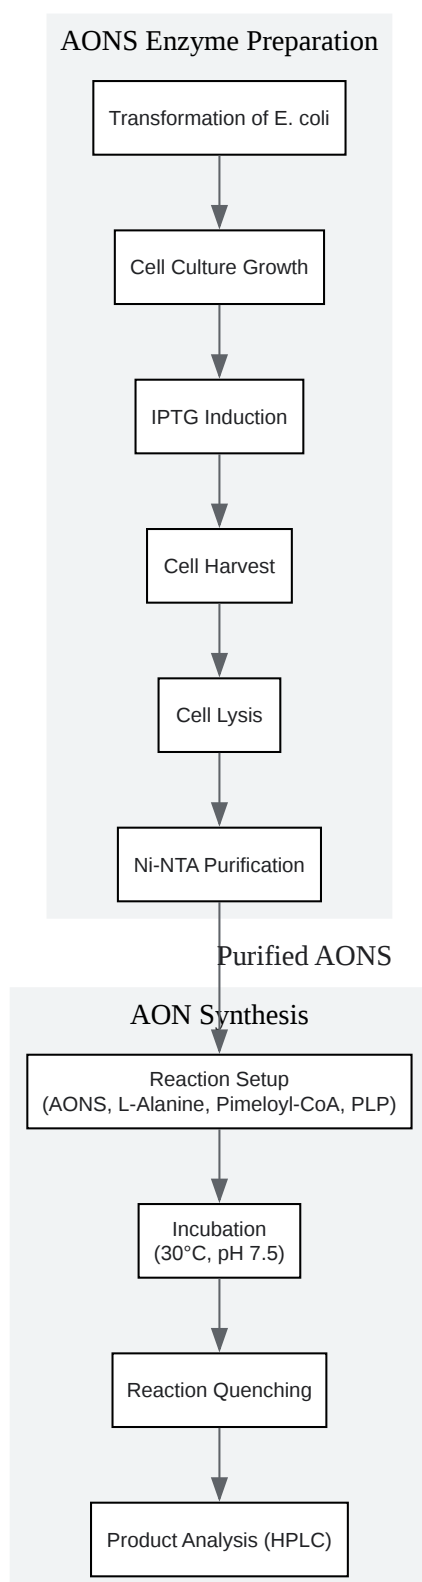 AONS Enzyme Preparation
Transformation of E. coli
Cell Culture Growth
IPTG Induction
Cell Harvest
Cell Lysis
Ni-NTA Purification
Purified AONS
AON Synthesis
Reaction Setup
(AONS, L-Alanine, Pimeloyl-CoA, PLP)
Incubation
(30°C, pH 7.5)
Reaction Quenching
Product Analysis (HPLC)